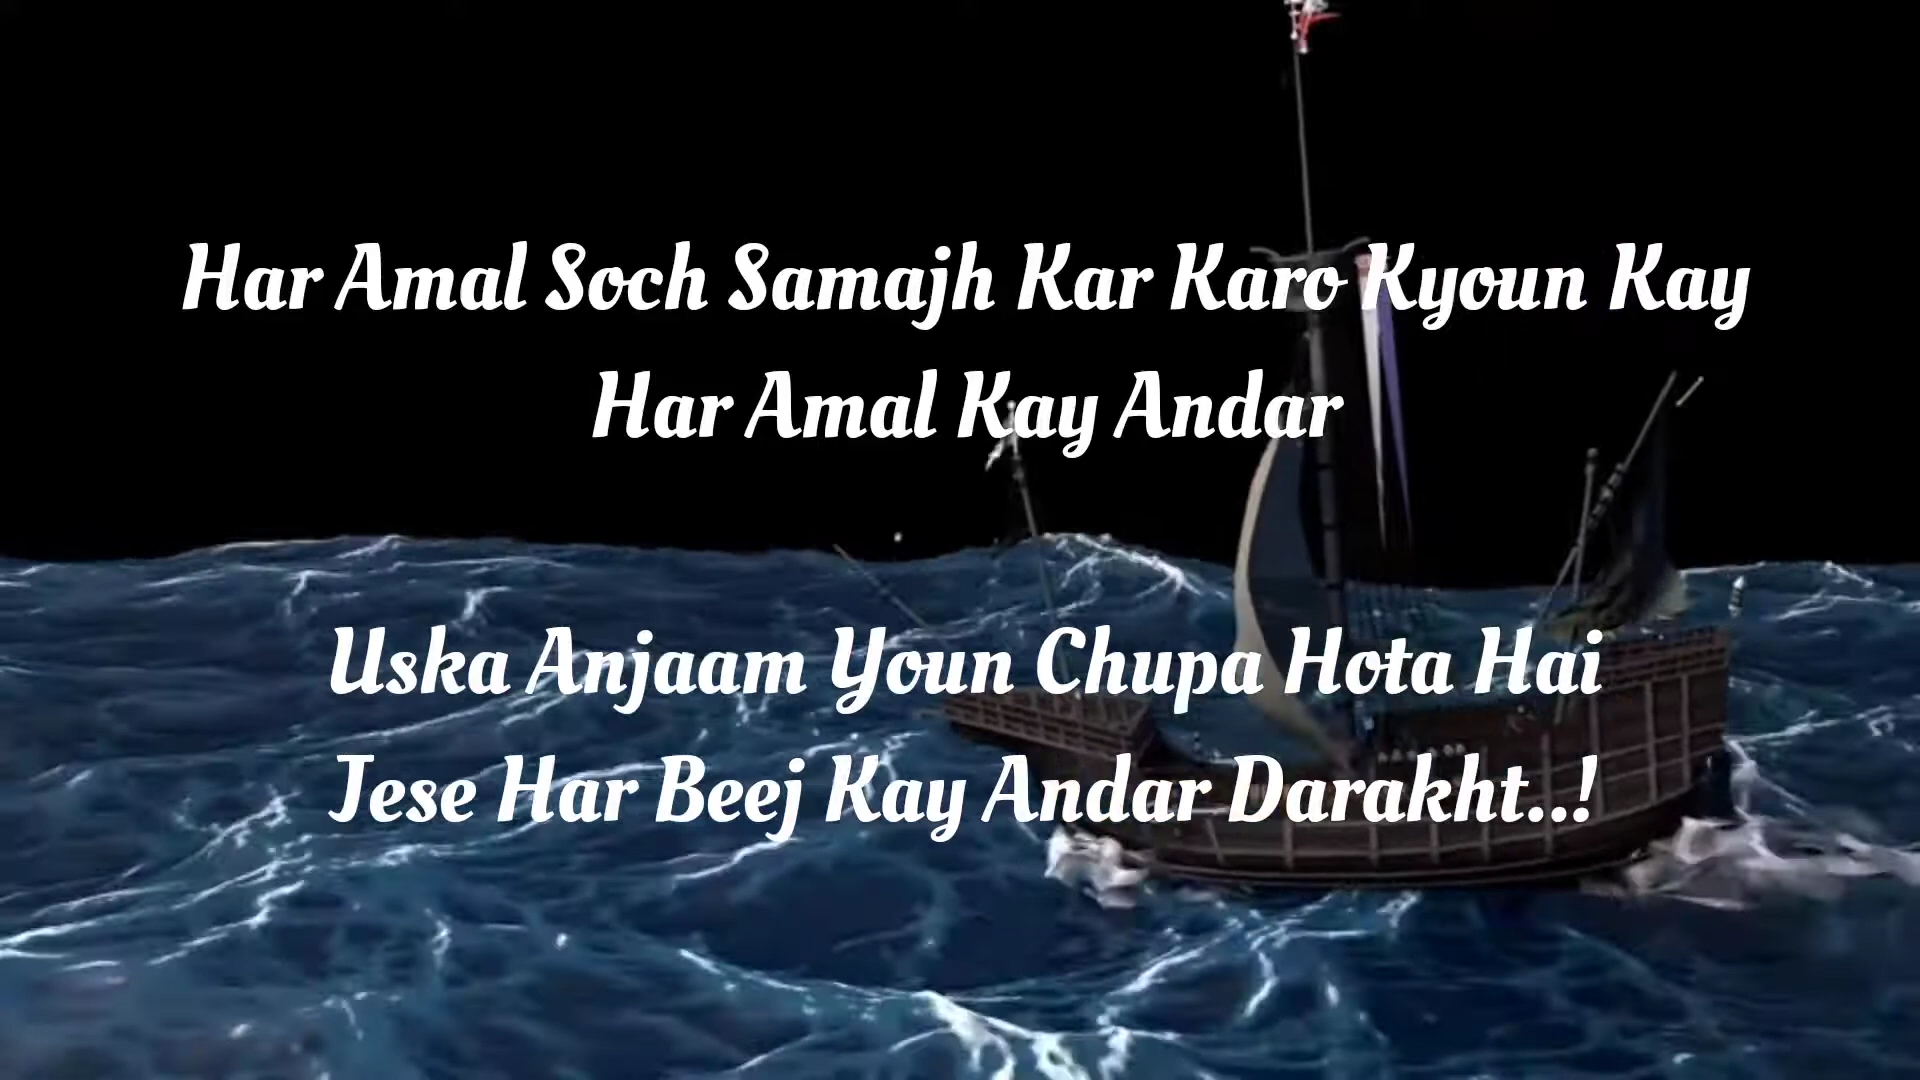 Har Amal Soch Samajh Kar Karo Kyoun Kay
Har Amal Kay Andar
Uska Anjaam Youn Chupa Hota Hai
Jese Har Beej Kay Andar Darakht..!